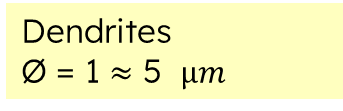 Dendrites
Ø = 1 ≈ 5 μm